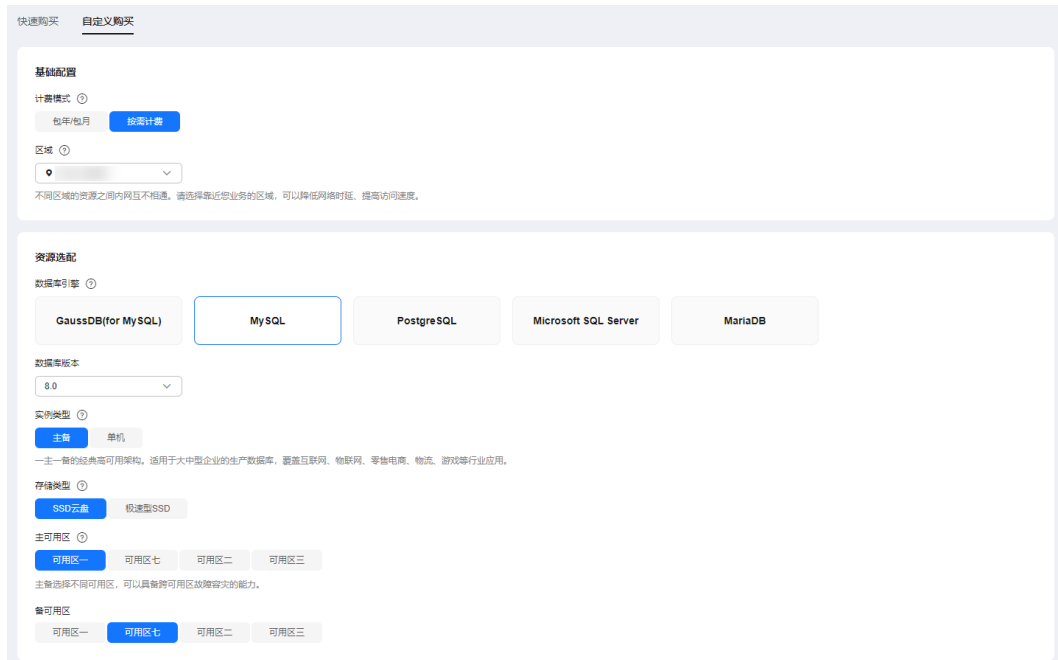 快速购买 自定义购买
基础配置
计费模式
包年/包月 按需计费
区域
不同区域的资源之间内网互不相通。请选择靠近您业务的区域，可以降低网络时延、提高访问速度。
资源选配
数据库引擎
GaussDB(for MySQL) MySQL PostgreSQL Microsoft SQL Server MariaDB
数据库版本
8.0
实例类型
主备 单机
一主一备的经典高可用架构。适用于大中型企业的生产数据库，覆盖互联网、物联网、零售电商、物流、游戏等行业应用。
存储类型
SSD云盘 极速型SSD
主可用区
可用区一 可用区七 可用区二 可用区三
主备选择不同可用区，可以具备跨可用区故障容灾的能力。
备可用区
可用区一 可用区七 可用区二 可用区三